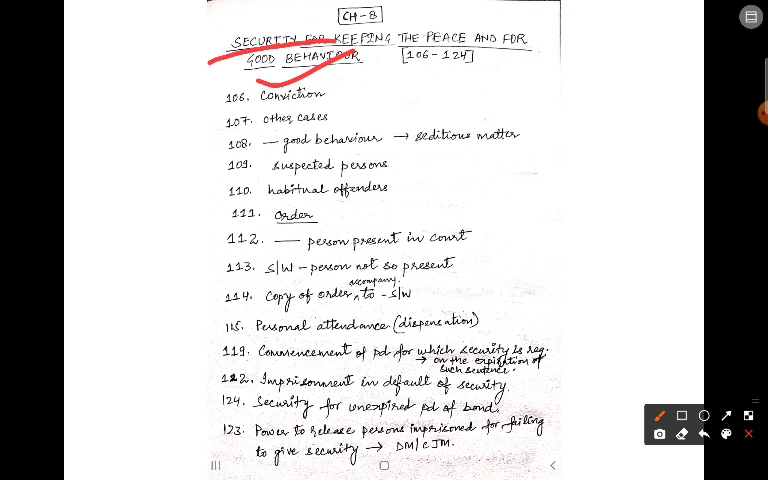 CH-8
SECURITY FOR KEEPING THE PEACE AND FOR
GOOD BEHAVIOUR [106-124]
106. Conviction
107. Other cases
108. — good behaviour → seditious matter
109. suspected persons
110. habitual offenders
111. order
112. — person present in court
113. S/W - person not so present
accompany.
114. Copy of order ^ to - S/W
115. Personal attendance (dispensation)
119. Commencement of pd for which security is req.
→ on the expiration of
such sentence.
122. Imprisonment in default of security.
124. Security for unexpired pd of bond.
123. Power to release persons imprisoned for failing
to give security → DM/CJM.